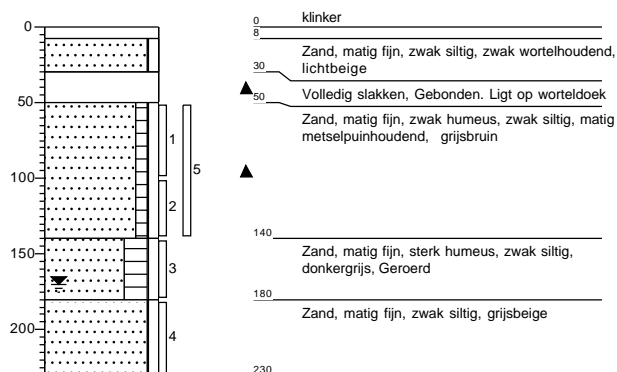 0
50
100
150
200
1
2
3
4
5
0
klinker
8
Zand, matig fijn, zwak siltig, zwak wortelhoudend,
lichtbeige
30
Volledig slakken, Gebonden. Ligt op worteldoek
50
Zand, matig fijn, zwak humeus, zwak siltig, matig
metselpuinhoudend, grijsbruin
140
Zand, matig fijn, sterk humeus, zwak siltig,
donkergrijs, Geroerd
180
Zand, matig fijn, zwak siltig, grijsbeige
230